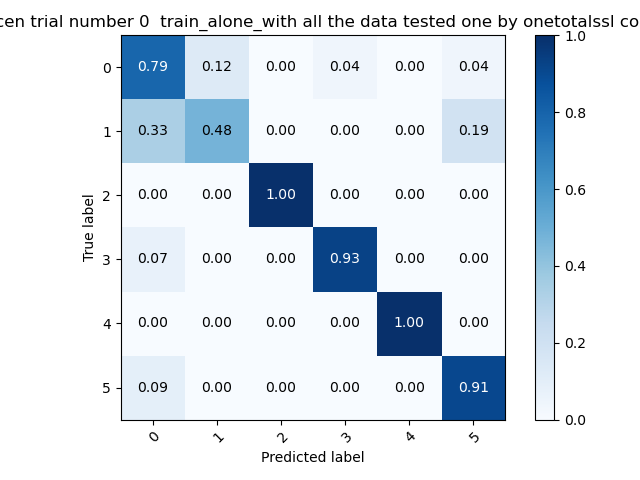 trial number 0 train_alone_with all the data tested one by onetotalssl
0 0.79 0.12 0.00 0.04 0.00 0.04
1 0.33 0.48 0.00 0.00 0.00 0.19
2 0.00 0.00 1.00 0.00 0.00 0.00
3 0.07 0.00 0.00 0.93 0.00 0.00
4 0.00 0.00 0.00 0.00 1.00 0.00
5 0.09 0.00 0.00 0.00 0.00 0.91
0 1 2 3 4 5
True label
Predicted label
1.0
0.8
0.6
0.4
0.2
0.0